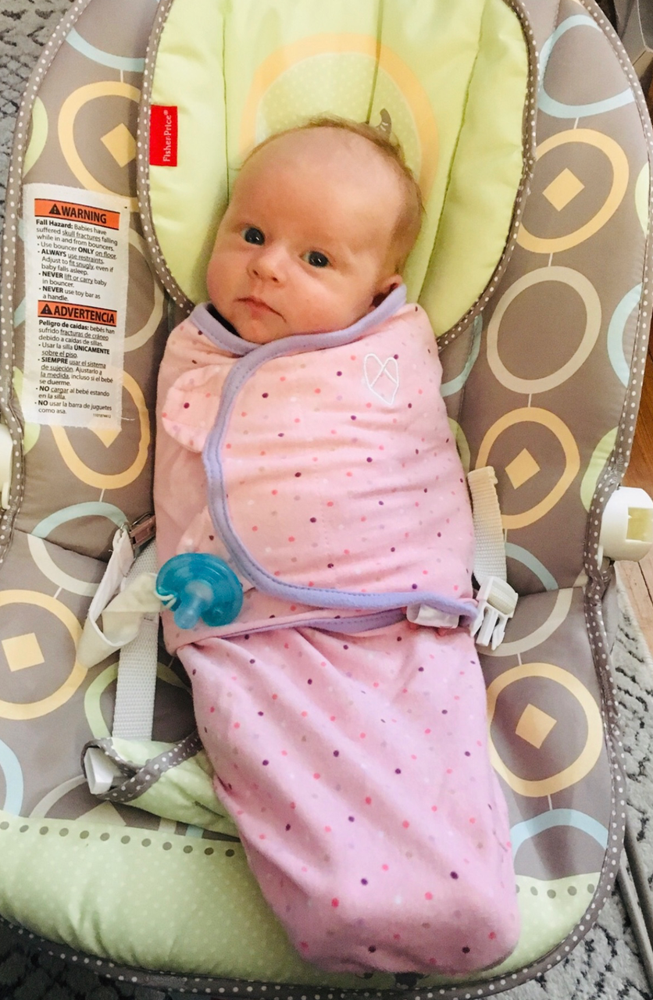 Fisher-Price®
WARNING
Fall Hazard: Babies have
suffered skull fractures falling
while in and from bouncers.
• Use bouncer ONLY on floor.
• ALWAYS use restraints.
Adjust to fit snugly, even if
baby falls asleep.
• NEVER lift or carry baby
in bouncer.
• NEVER use toy bar as
a handle.
ADVERTENCIA
Peligro de caídas: bebés han
sufrido fracturas de cráneo
debido a caídas de sillas.
• Usar la silla ÚNICAMENTE
sobre el piso.
• SIEMPRE usar el sistema
de sujeción. Ajustarlo a
la medida, incluso si el bebé
se duerme.
• NO cargar al bebé estando
en la silla.
• NO usar la barra de juguetes
como asa.